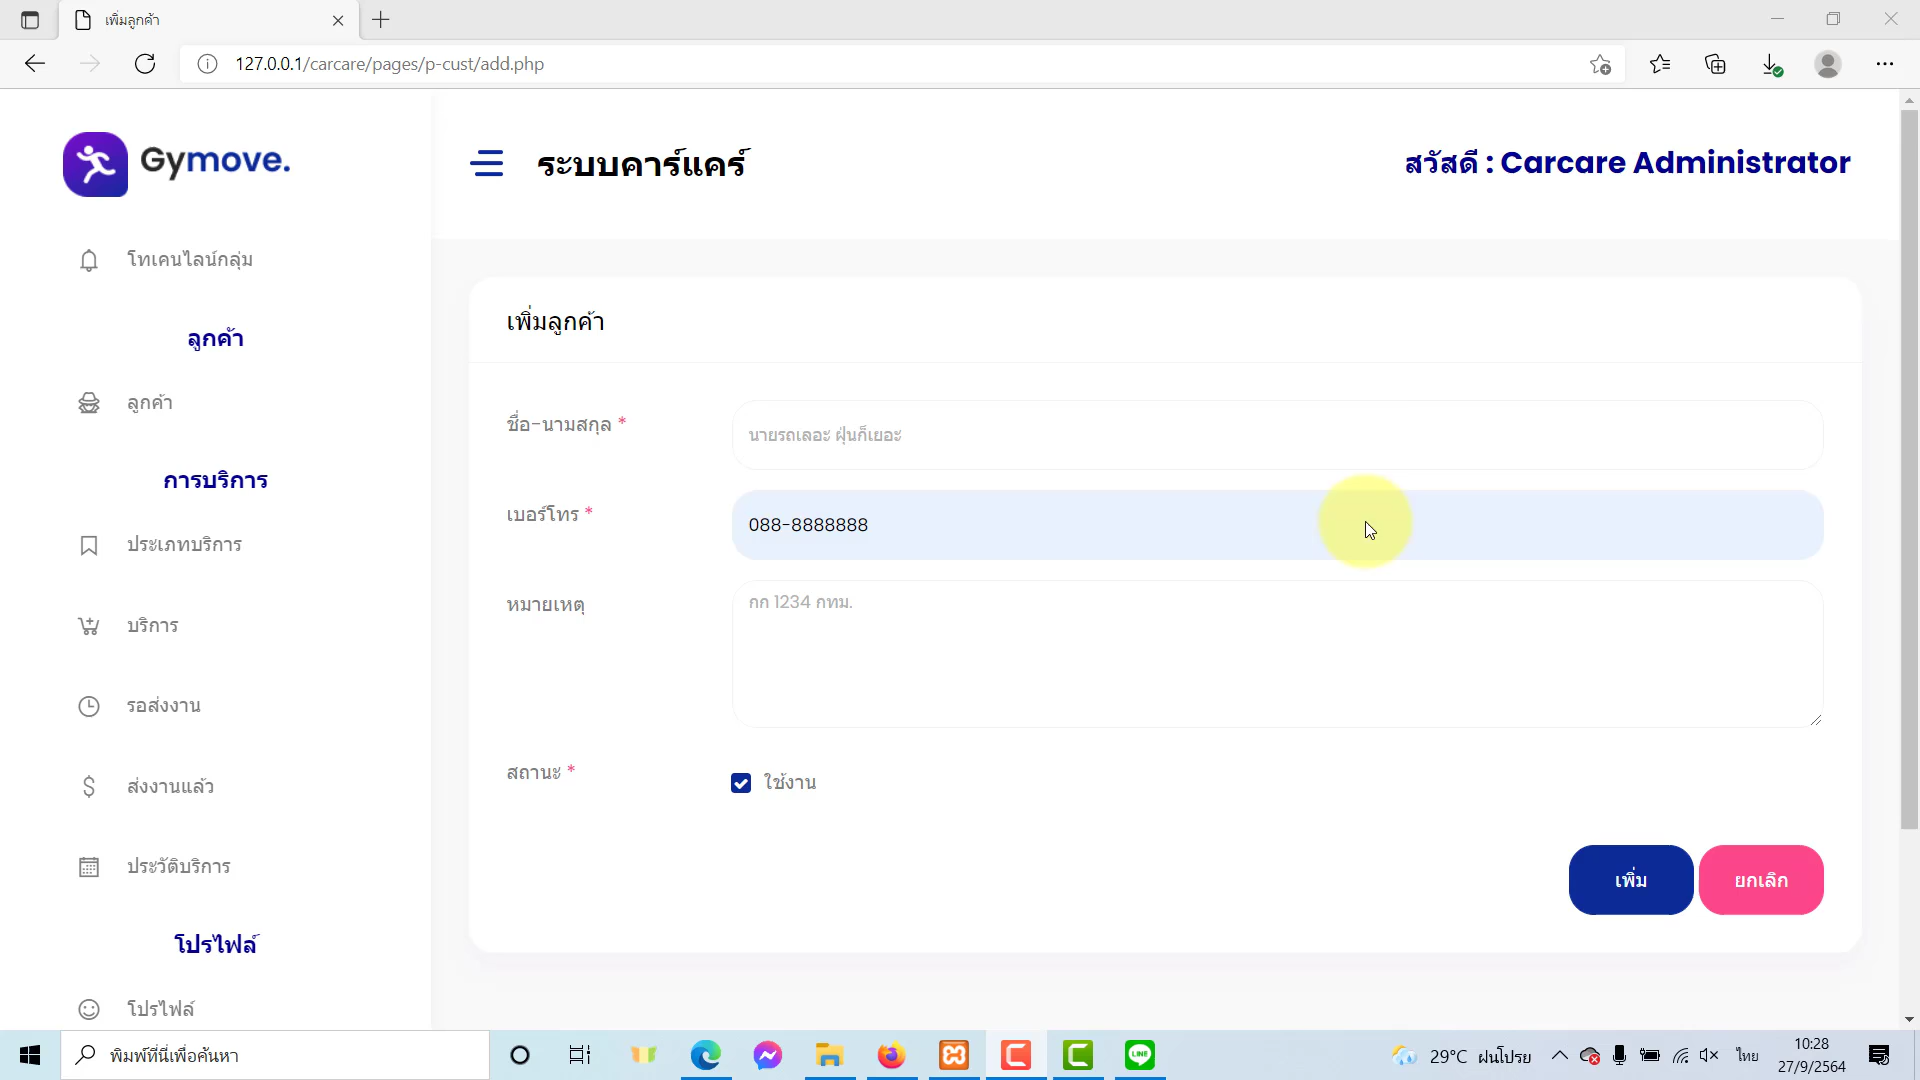 เพิ่มลูกค้า
127.0.0.1/carcare/pages/p-cust/add.php
Gymove.
ระบบคาร์แคร์
สวัสดี : Carcare Administrator
โทเคนไลน์กลุ่ม
ลูกค้า
ลูกค้า
การบริการ
ประเภทบริการ
บริการ
รอส่งงาน
ส่งงานแล้ว
ประวัติบริการ
โปรไฟล์
โปรไฟล์
เพิ่มลูกค้า
ชื่อ-นามสกุล *
นายรถเลอะ ฝุ่นก็เยอะ
เบอร์โทร *
088-8888888
หมายเหตุ
กก 1234 กทม.
สถานะ *
ใช้งาน
เพิ่ม
ยกเลิก
พิมพ์ที่นี่เพื่อค้นหา
LINE
29°C ฝนโปรย
ไทย
10:28
27/9/2564